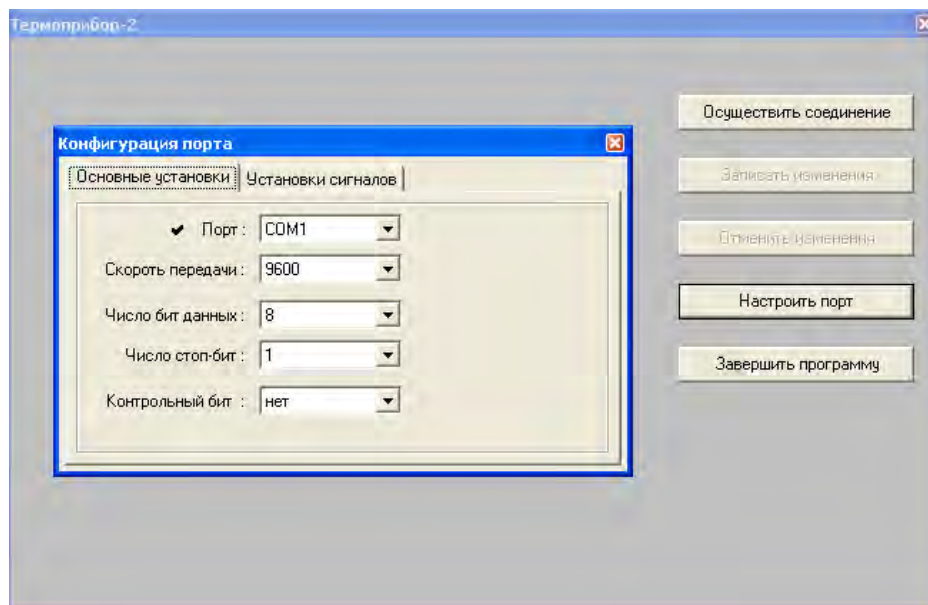 Термоприбор-2
Осуществить соединение
Конфигурация порта
Основные установки Установки сигналов
Записать изменения
Порт : COM1
Отменить изменения
Скороть передачи : 9600
Настроить порт
Число бит данных : 8
Число стоп-бит : 1
Завершить программу
Контрольный бит : нет